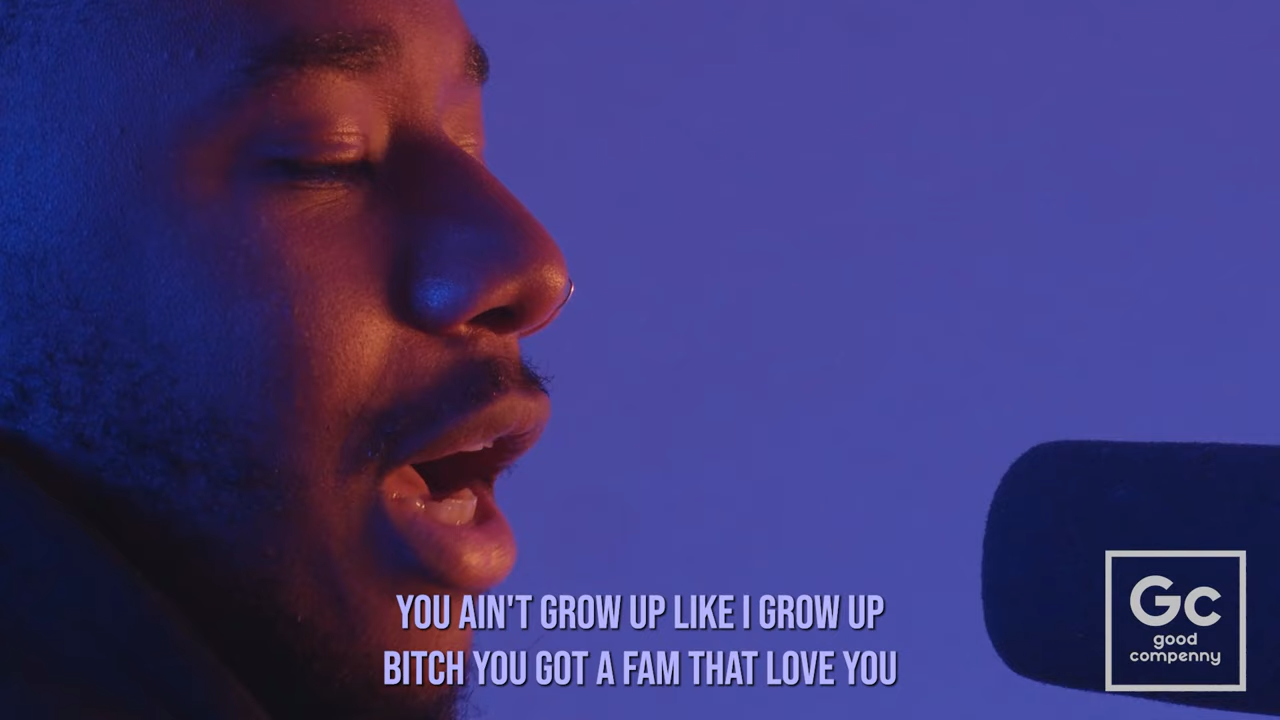 YOU AIN'T GROW UP LIKE I GROW UP
BITCH YOU GOT A FAM THAT LOVE YOU
Gc
good
compenny